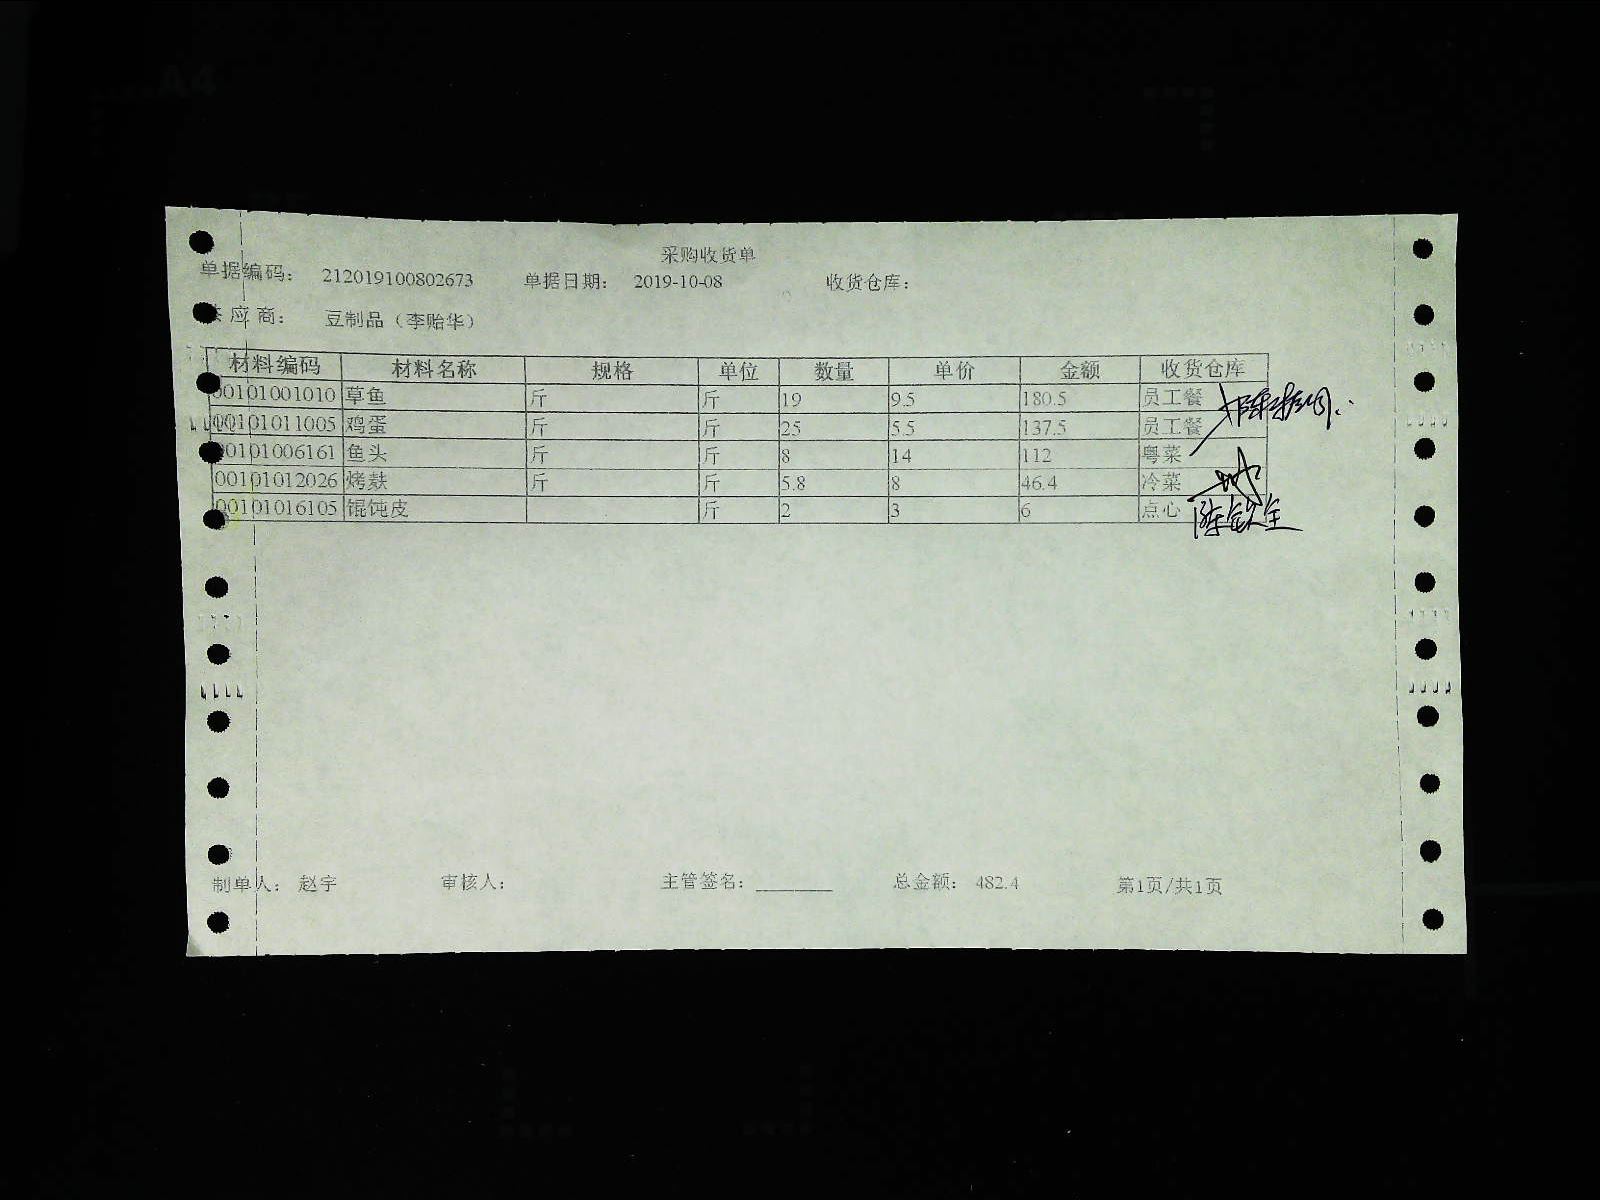 采购收货单
单据编码： 212019100802673 单据日期： 2019-10-08 收货仓库：
应 商： 豆制品（李贻华）
材料编码 材料名称 规格 单位 数量 单价 金额 收货仓库
00101001010 草鱼 斤 斤 19 9.5 180.5 员工餐
00101011005 鸡蛋 斤 斤 25 5.5 137.5 员工餐
00101006161 鱼头 斤 斤 8 14 112 粤菜
00101012026 烤麸 斤 斤 5.8 8 46.4 冷菜
00101016105 馄饨皮 斤 2 3 6 点心
制单人： 赵宇 审核人： 主管签名：________ 总金额： 482.4 第1页/共1页